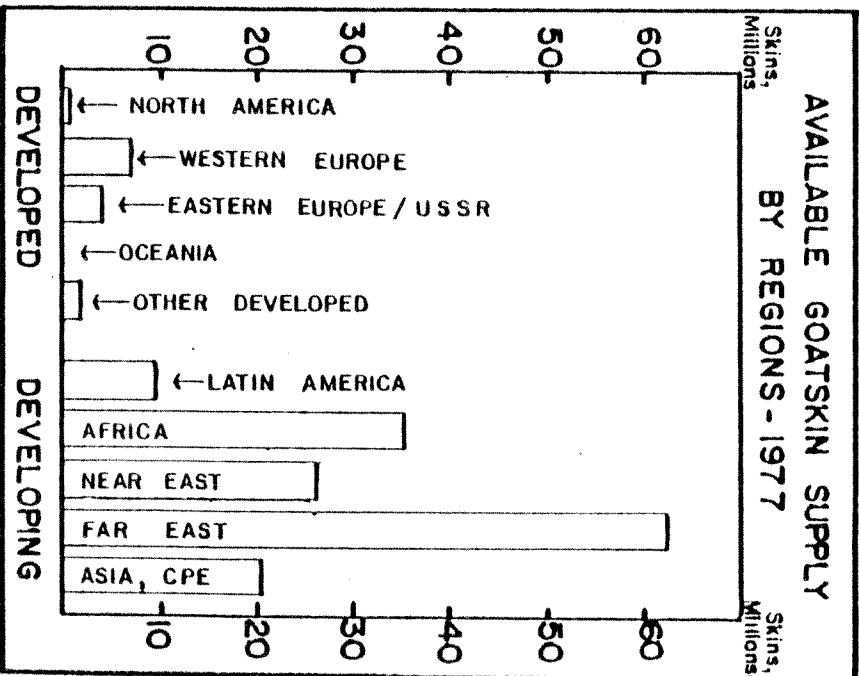 AVAILABLE GOATSKIN SUPPLY
BY REGIONS - 1977
Skins,
Millions
60
50
40
30
20
10
Skins,
Millions
60
50
40
30
20
10
NORTH AMERICA
WESTERN EUROPE
EASTERN EUROPE / USSR
OCEANIA
OTHER DEVELOPED
LATIN AMERICA
AFRICA
NEAR EAST
FAR EAST
ASIA, CPE
DEVELOPED
DEVELOPING